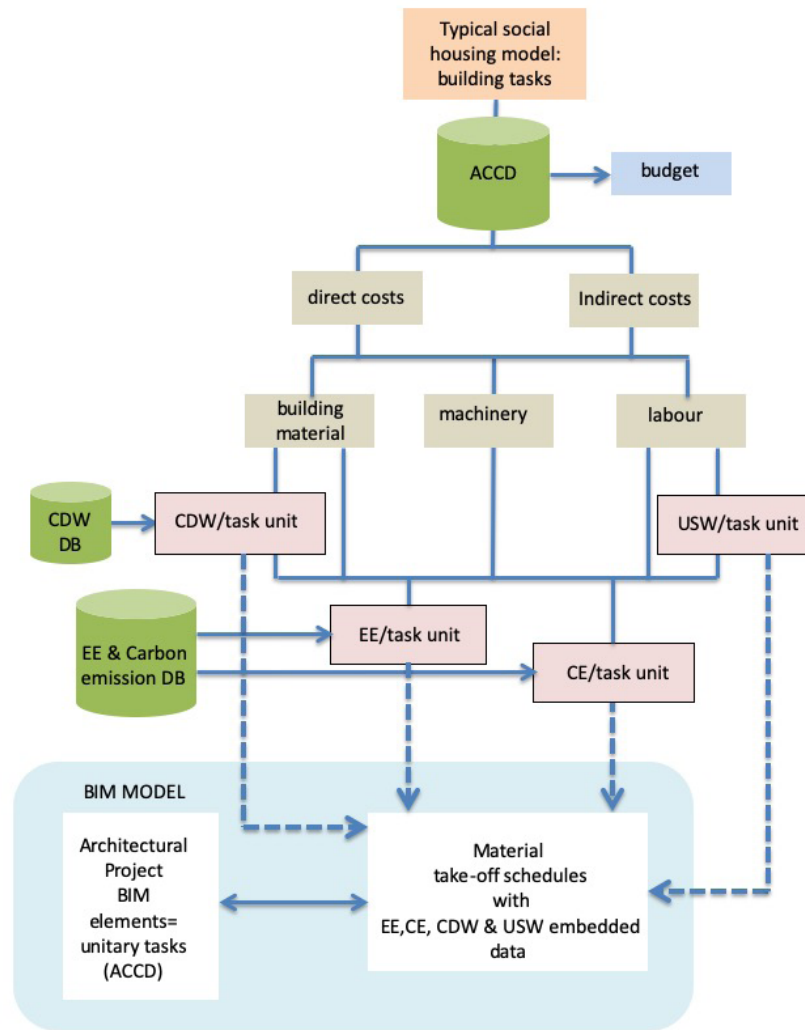 Typical social
housing model:
building tasks
ACCD
budget
direct costs
Indirect costs
building
material
machinery
labour
CDW
DB
CDW/task unit
USW/task unit
EE & Carbon
emission DB
EE/task unit
CE/task unit
BIM MODEL
Architectural
Project
BIM
elements=
unitary tasks
(ACCD)
Material
take-off schedules
with
EE,CE, CDW & USW embedded
data